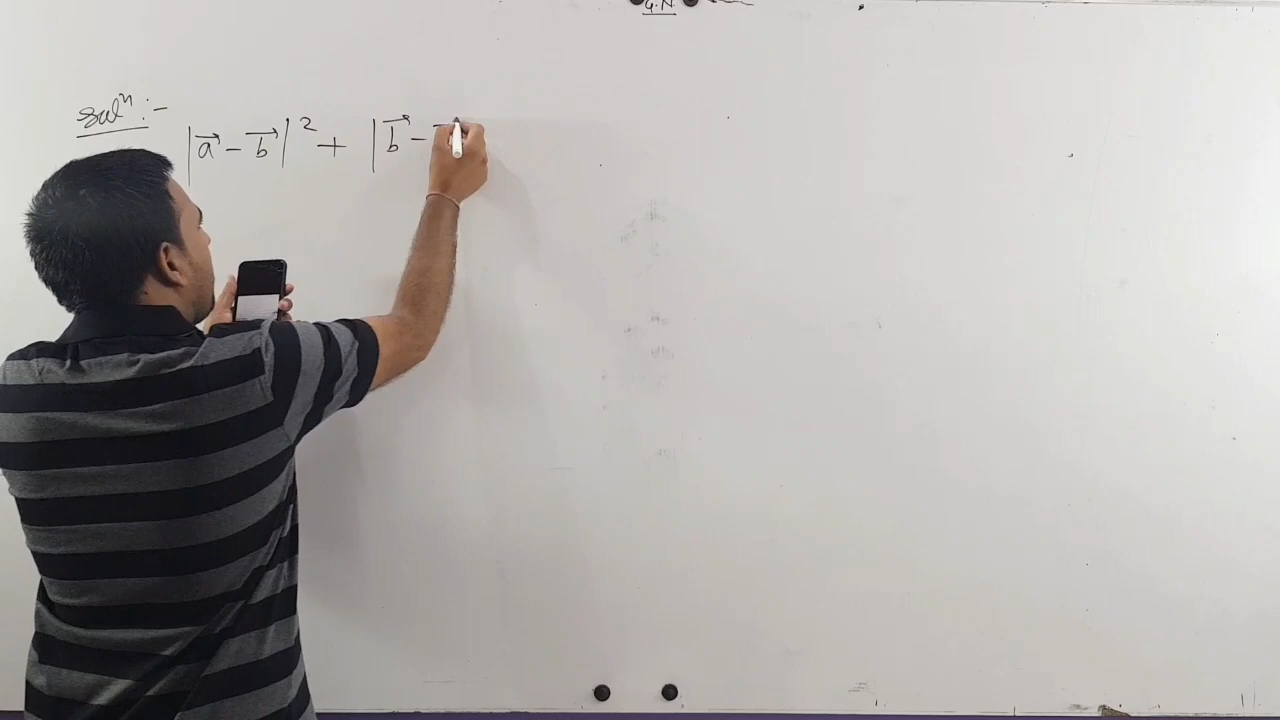 G.N
Solⁿ :-
|a⃗ - b⃗|² + |b⃗ -